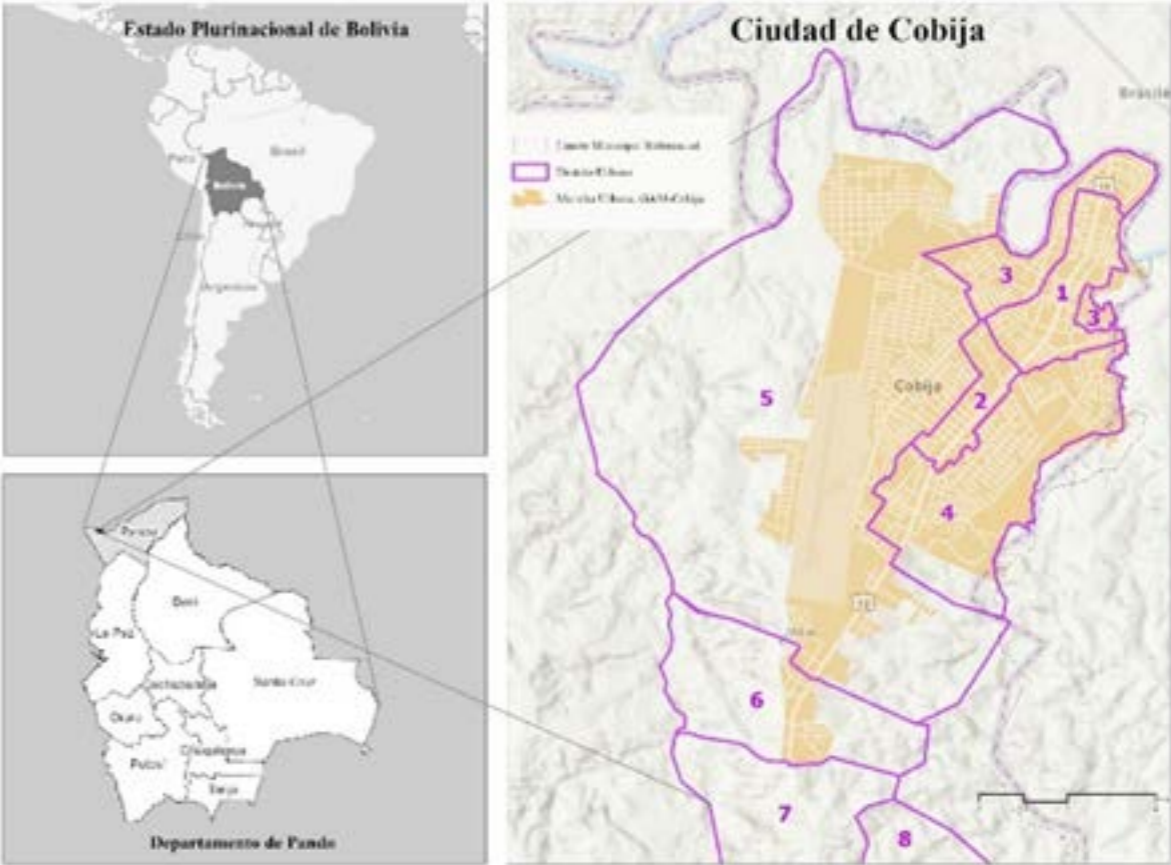 Estado Plurinacional de Bolivia
Perú
Brasil
Bolivia
Chile
Argentina
Pando
Beni
La Paz
Cochabamba
Santa Cruz
Oruro
Chuquisaca
Potosí
Tarija
Departamento de Pando
Ciudad de Cobija
Distrito Urbano
Mancha Urbana
3
1
3
Cobija
5
2
4
6
7
8